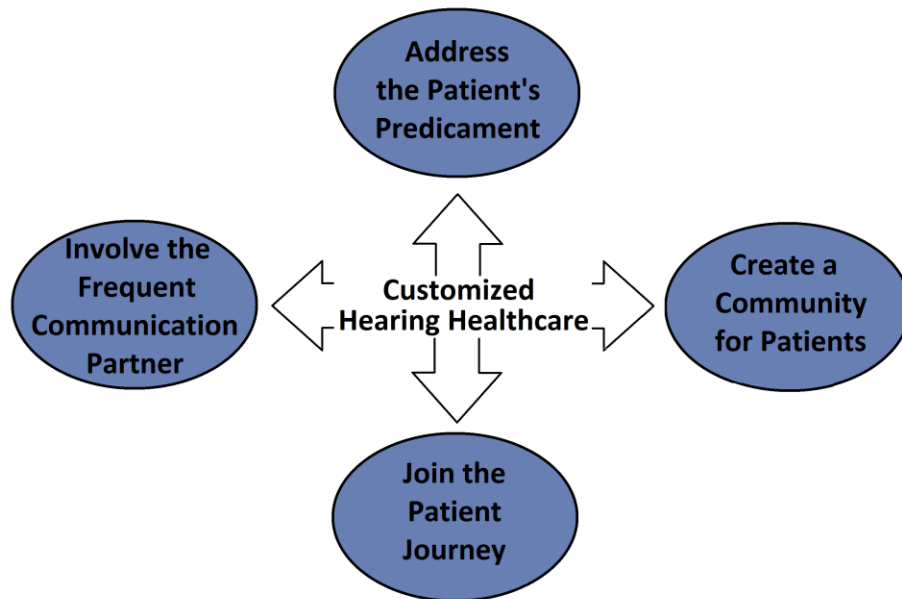 Address
the Patient's
Predicament
Involve the
Frequent
Communication
Partner
Customized
Hearing Healthcare
Create a
Community
for Patients
Join the
Patient
Journey